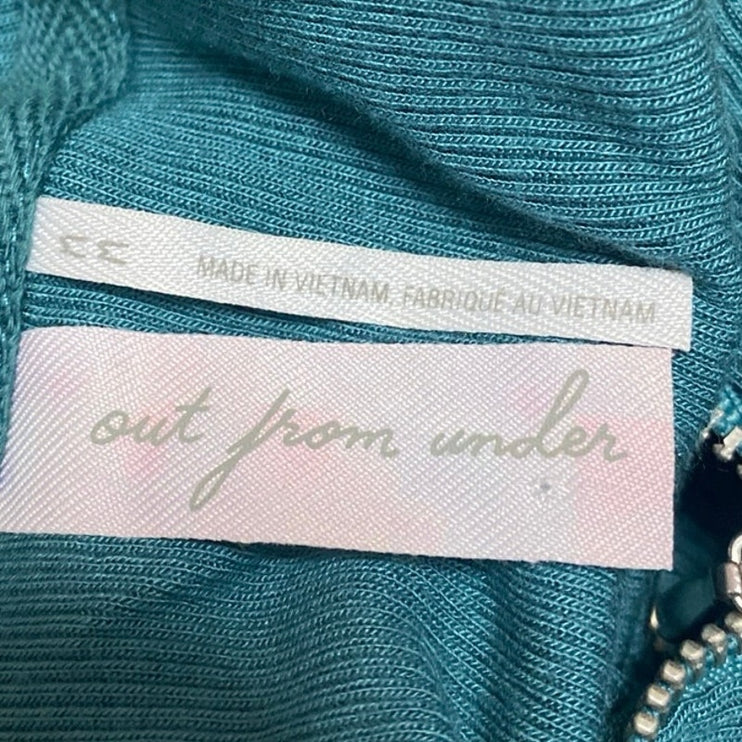 MADE IN VIETNAM. FABRIQUÉ AU VIETNAM
out from under